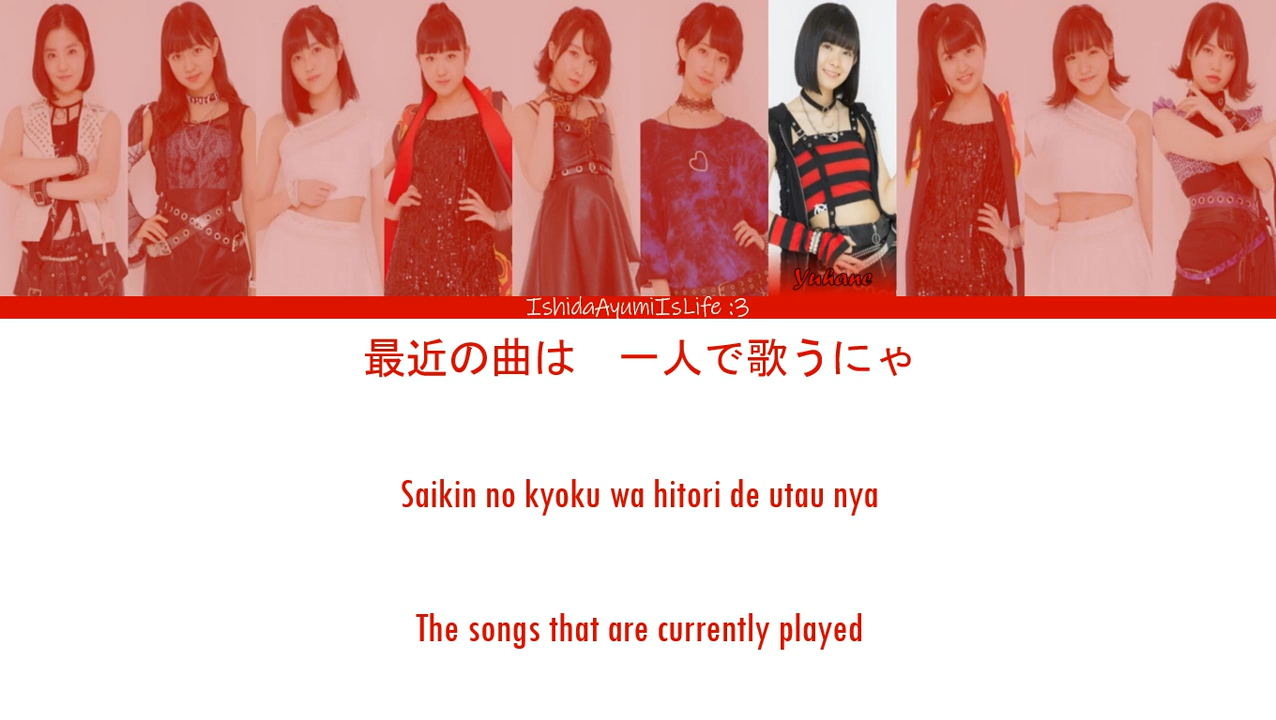 Yuhane
IshidaAyumiIsLife :3
最近の曲は　一人で歌うにゃ
Saikin no kyoku wa hitori de utau nya
The songs that are currently played